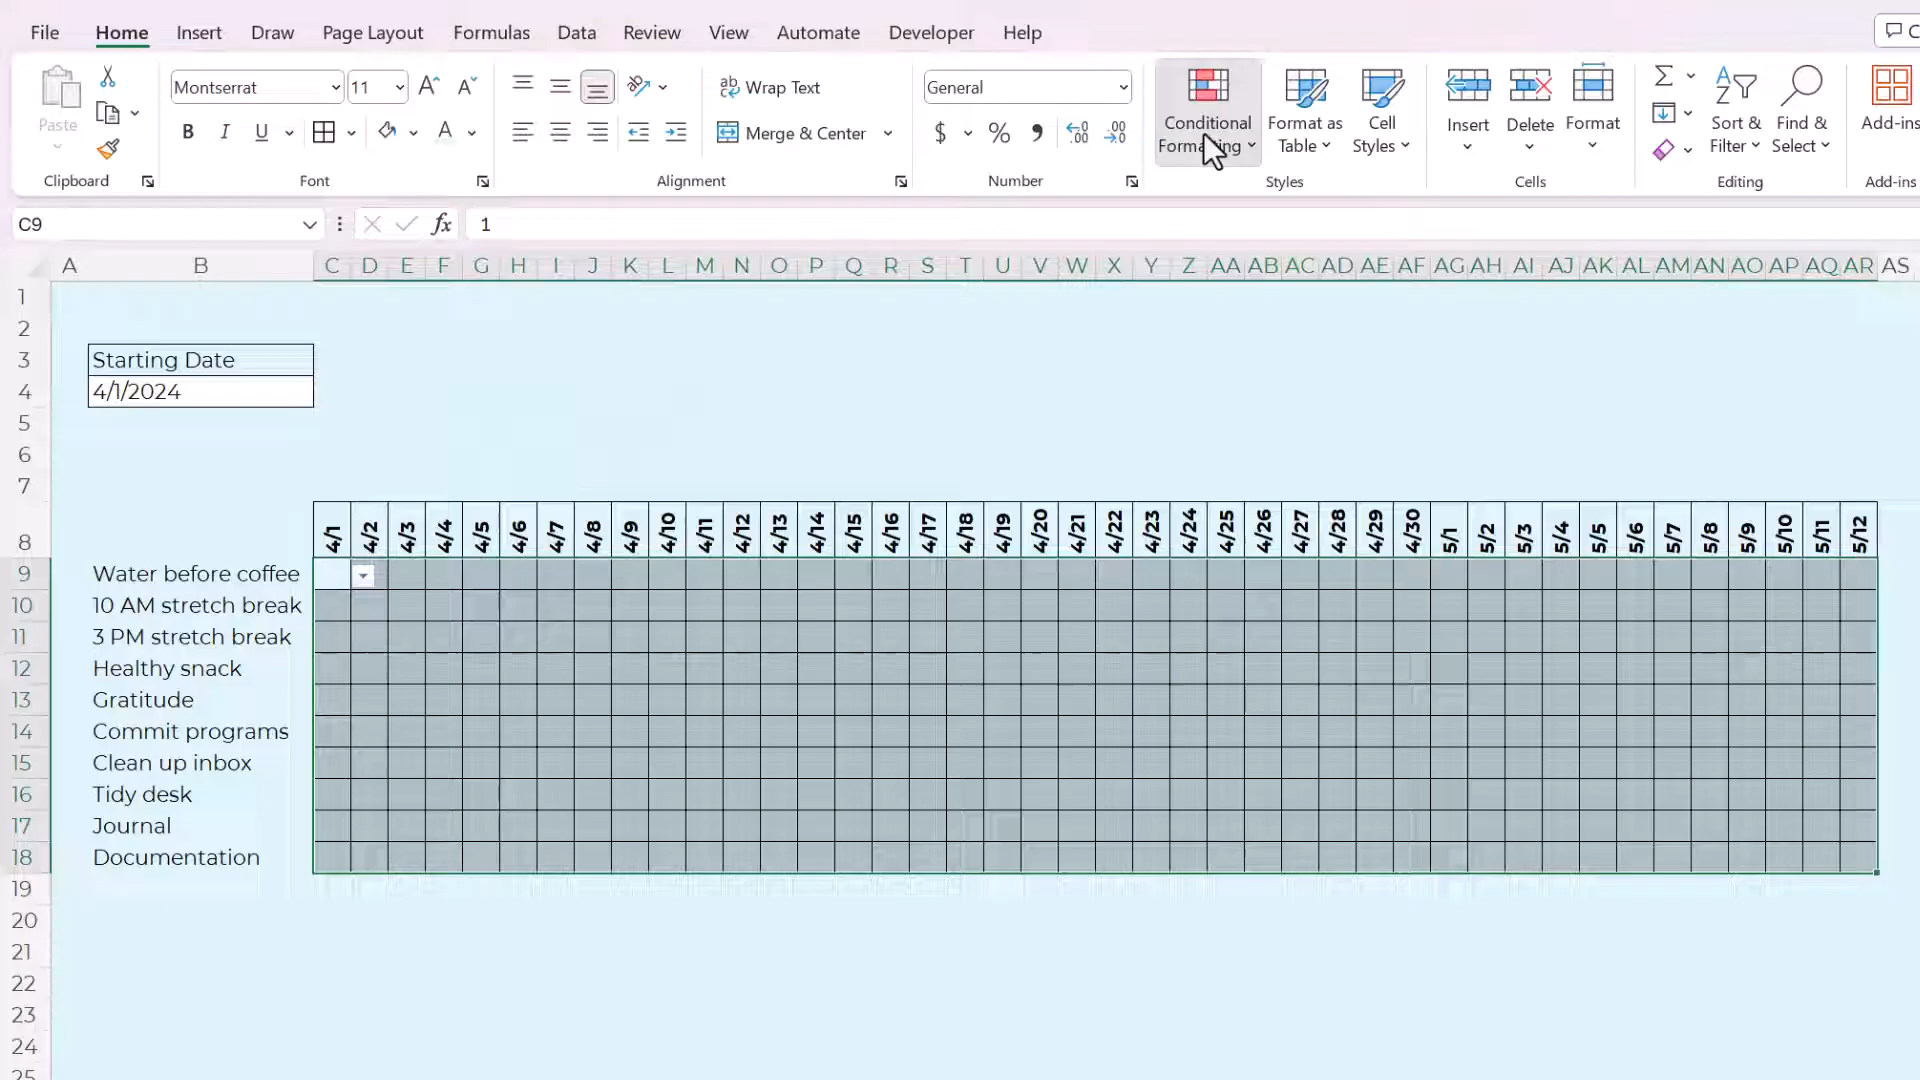 File Home Insert Draw Page Layout Formulas Data Review View Automate Developer Help C
Montserrat 11 ab Wrap Text General
Paste B I U A Merge & Center $ % Conditional Formatting Format as Table Cell Styles Insert Delete Format Sort & Filter Find & Select Add-ins
Clipboard Font Alignment Number Styles Cells Editing Add-ins
C9 fx 1
A B C D E F G H I J K L M N O P Q R S T U V W X Y Z AA AB AC AD AE AF AG AH AI AJ AK AL AM AN AO AP AQ AR AS
1
2
3 Starting Date
4 4/1/2024
5
6
7
8 4/1 4/2 4/3 4/4 4/5 4/6 4/7 4/8 4/9 4/10 4/11 4/12 4/13 4/14 4/15 4/16 4/17 4/18 4/19 4/20 4/21 4/22 4/23 4/24 4/25 4/26 4/27 4/28 4/29 4/30 5/1 5/2 5/3 5/4 5/5 5/6 5/7 5/8 5/9 5/10 5/11 5/12
9 Water before coffee
10 10 AM stretch break
11 3 PM stretch break
12 Healthy snack
13 Gratitude
14 Commit programs
15 Clean up inbox
16 Tidy desk
17 Journal
18 Documentation
19
20
21
22
23
24
25